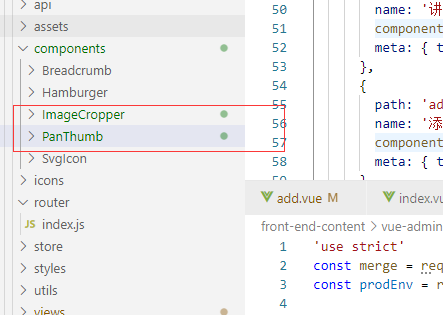 api
assets
components
Breadcrumb
Hamburger
ImageCropper
PanThumb
SvgIcon
icons
router
JS index.js
store
styles
utils
views
50 name: '讲
51 component
52 meta: { t
53 },
54 {
55 path: 'ad
56 name: '添
57 component
58 meta: { t
59 }
add.vue M
index.vu
front-end-content > vue-admin
1 'use strict'
2 const merge = req
3 const prodEnv = r
4